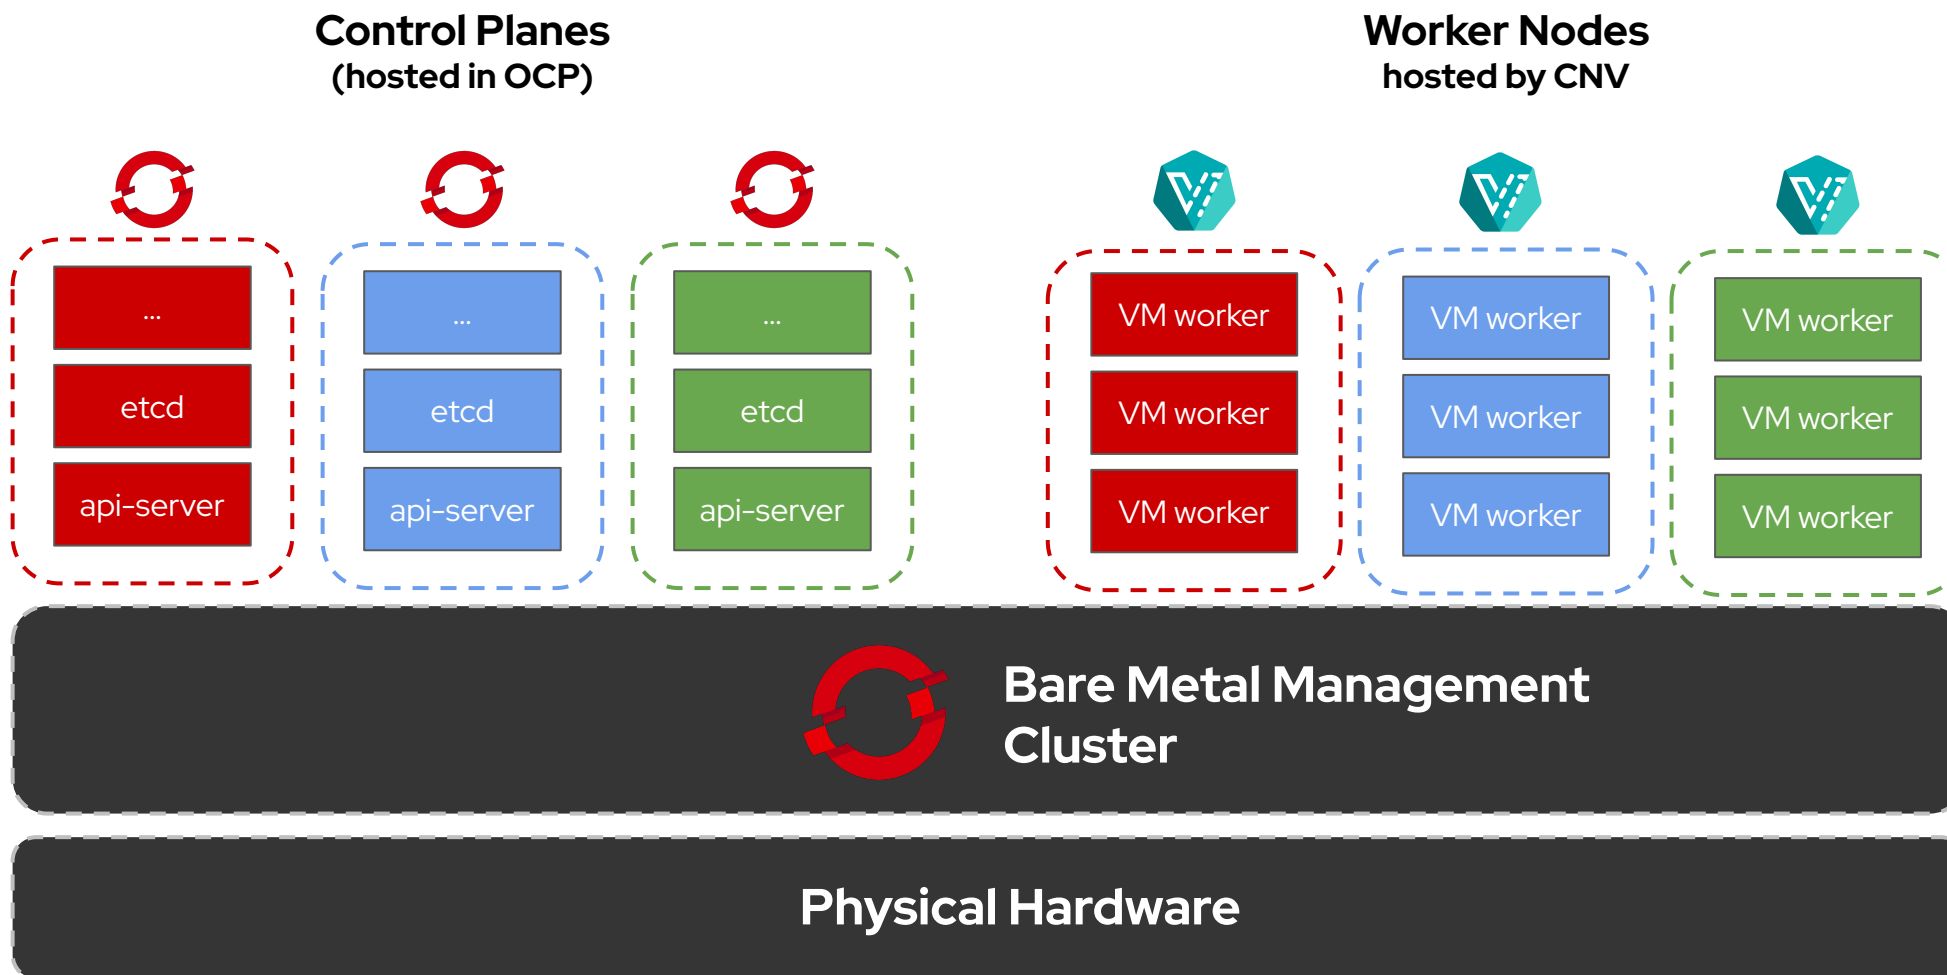 Control Planes
(hosted in OCP)
Worker Nodes
hosted by CNV
...
etcd
api-server
...
etcd
api-server
...
etcd
api-server
VM worker
VM worker
VM worker
VM worker
VM worker
VM worker
VM worker
VM worker
VM worker
Bare Metal Management
Cluster
Physical Hardware